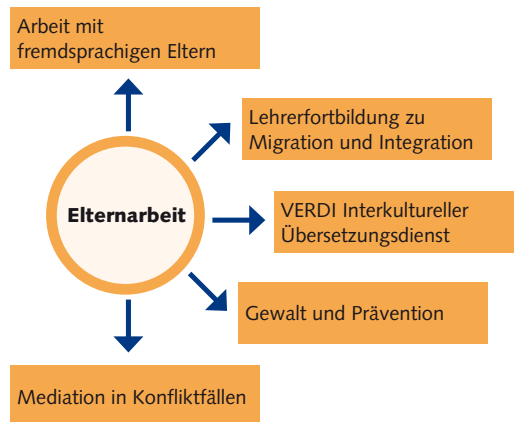 Arbeit mit
fremdsprachigen Eltern
Lehrerfortbildung zu
Migration und Integration
Elternarbeit
VERDI Interkultureller
Übersetzungsdienst
Gewalt und Prävention
Mediation in Konfliktfällen